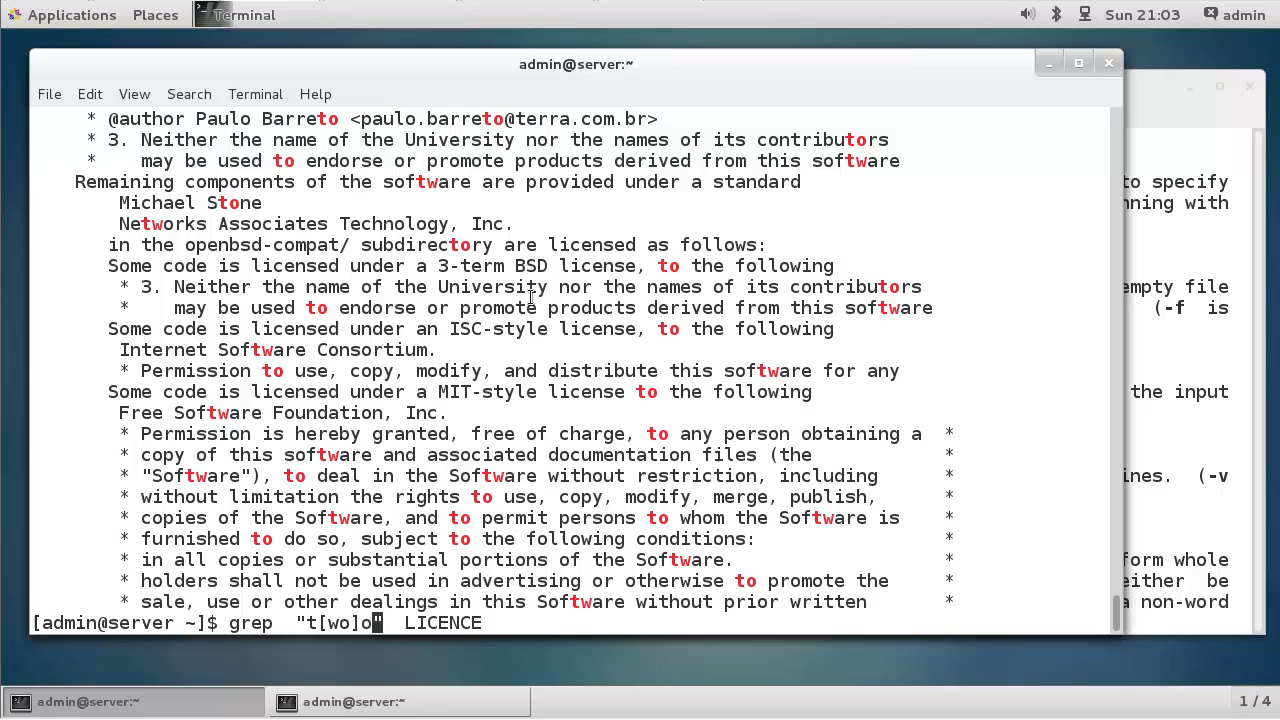 Applications Places Terminal Sun 21:03 admin
admin@server:~
File Edit View Search Terminal Help
* @author Paulo Barreto <paulo.barreto@terra.com.br>
* 3. Neither the name of the University nor the names of its contributors
* may be used to endorse or promote products derived from this software
Remaining components of the software are provided under a standard
to specify
Michael Stone
nning with
Networks Associates Technology, Inc.
in the openbsd-compat/ subdirectory are licensed as follows:
Some code is licensed under a 3-term BSD license, to the following
* 3. Neither the name of the University nor the names of its contributors
empty file
* may be used to endorse or promote products derived from this software
(-f is
Some code is licensed under an ISC-style license, to the following
Internet Software Consortium.
* Permission to use, copy, modify, and distribute this software for any
Some code is licensed under a MIT-style license to the following
the input
Free Software Foundation, Inc.
* Permission is hereby granted, free of charge, to any person obtaining a *
* copy of this software and associated documentation files (the *
* "Software"), to deal in the Software without restriction, including *
ines. (-v
* without limitation the rights to use, copy, modify, merge, publish, *
* copies of the Software, and to permit persons to whom the Software is *
* furnished to do so, subject to the following conditions: *
* in all copies or substantial portions of the Software. *
form whole
* holders shall not be used in advertising or otherwise to promote the *
either be
* sale, use or other dealings in this Software without prior written *
a non-word
[admin@server ~]$ grep "t[wo]o" LICENCE
admin@server:~ admin@server:~ 1 / 4